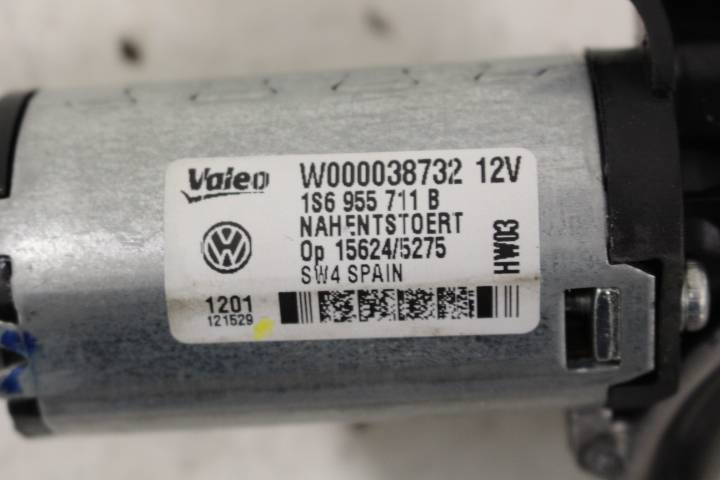 Valeo W000038732 12V
1S6 955 711 B
NAHENTSTOERT
Op 15624/5275
SW4 SPAIN
HW03
1201
121529